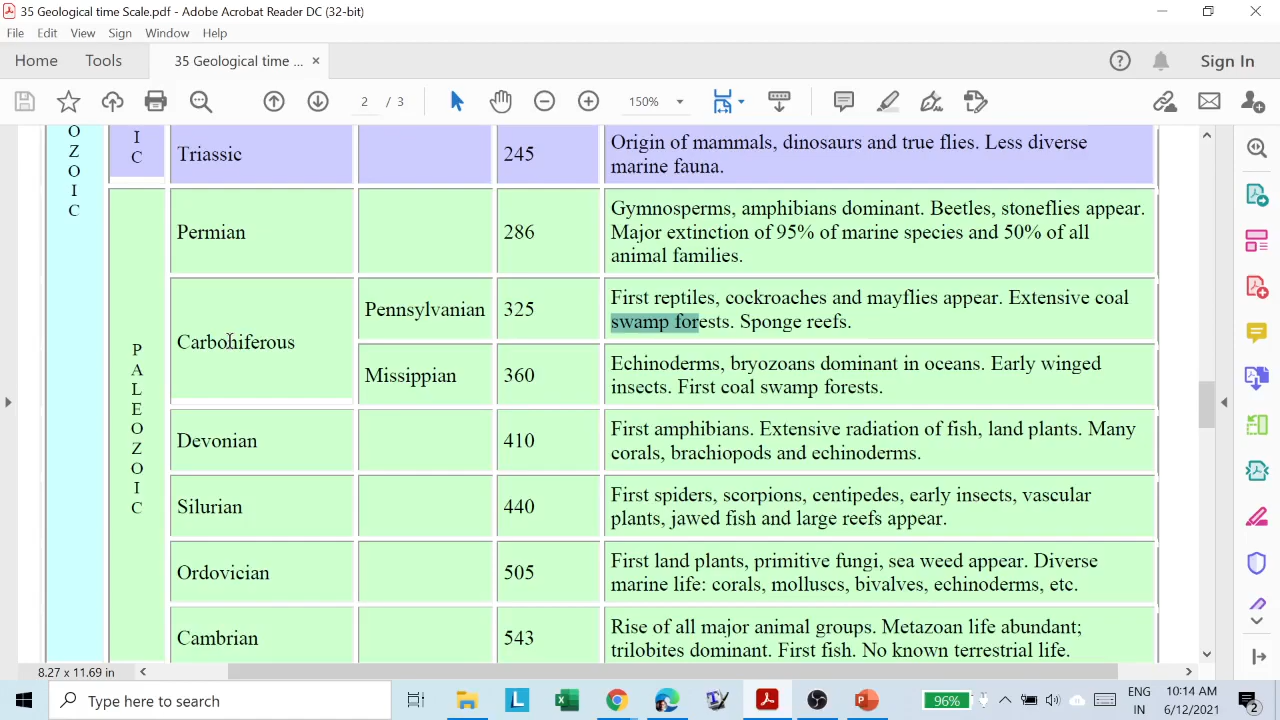 35 Geological time Scale.pdf - Adobe Acrobat Reader DC (32-bit)
File Edit View Sign Window Help
Home Tools 35 Geological time ... × Sign In
2 / 3 150%
O
Z
O
I
C
I
C
Triassic 245 Origin of mammals, dinosaurs and true flies. Less diverse
marine fauna.
P
A
L
E
O
Z
O
I
C
Permian 286 Gymnosperms, amphibians dominant. Beetles, stoneflies appear.
Major extinction of 95% of marine species and 50% of all
animal families.
Carboniferous Pennsylvanian 325 First reptiles, cockroaches and mayflies appear. Extensive coal
swamp forests. Sponge reefs.
Missippian 360 Echinoderms, bryozoans dominant in oceans. Early winged
insects. First coal swamp forests.
Devonian 410 First amphibians. Extensive radiation of fish, land plants. Many
corals, brachiopods and echinoderms.
Silurian 440 First spiders, scorpions, centipedes, early insects, vascular
plants, jawed fish and large reefs appear.
Ordovician 505 First land plants, primitive fungi, sea weed appear. Diverse
marine life: corals, molluscs, bivalves, echinoderms, etc.
Cambrian 543 Rise of all major animal groups. Metazoan life abundant;
trilobites dominant. First fish. No known terrestrial life.
8.27 x 11.69 in
Type here to search 96% ENG 10:14 AM
IN 6/12/2021 2